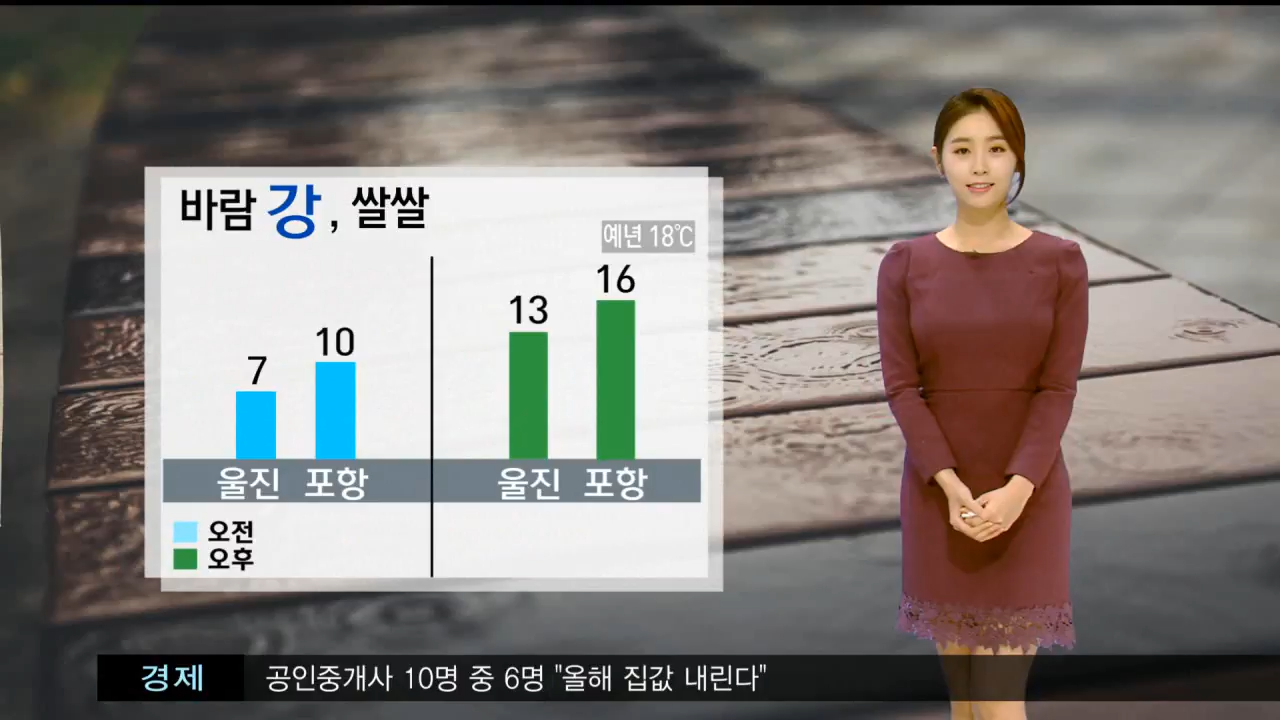 바람 강, 쌀쌀
예년 18℃
7 10 13 16
울진 포항 울진 포항
오전
오후
경제 공인중개사 10명 중 6명 "올해 집값 내린다"